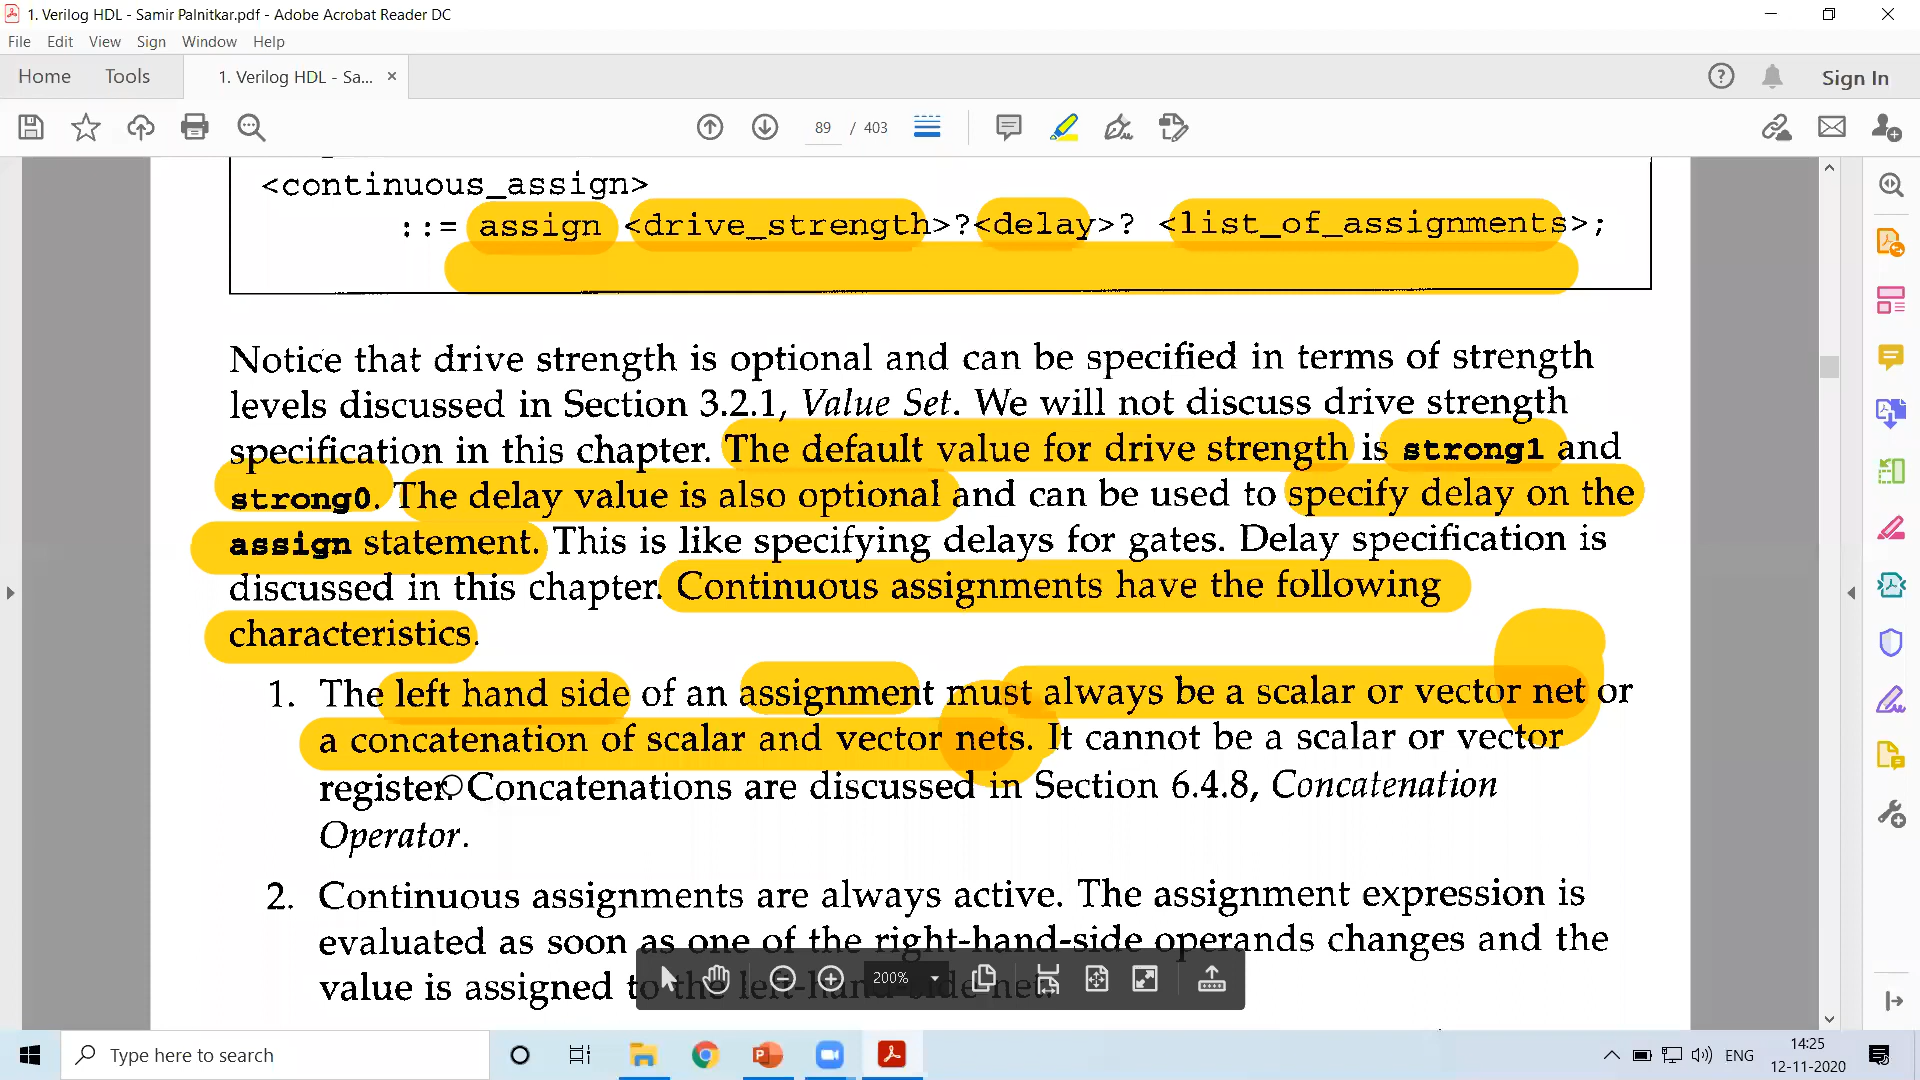 1. Verilog HDL - Samir Palnitkar.pdf - Adobe Acrobat Reader DC
File Edit View Sign Window Help
Home Tools 1. Verilog HDL - Sa... × Sign In
89 / 403
<continuous_assign>
::= assign <drive_strength>?<delay>? <list_of_assignments>;
Notice that drive strength is optional and can be specified in terms of strength
levels discussed in Section 3.2.1, Value Set. We will not discuss drive strength
specification in this chapter. The default value for drive strength is strong1 and
strong0. The delay value is also optional and can be used to specify delay on the
assign statement. This is like specifying delays for gates. Delay specification is
discussed in this chapter. Continuous assignments have the following
characteristics.
1. The left hand side of an assignment must always be a scalar or vector net or
a concatenation of scalar and vector nets. It cannot be a scalar or vector
register. Concatenations are discussed in Section 6.4.8, Concatenation
Operator.
2. Continuous assignments are always active. The assignment expression is
evaluated as soon as one of the right-hand-side operands changes and the
value is assigned to the left-hand-side net.
200%
Type here to search
ENG
14:25
12-11-2020